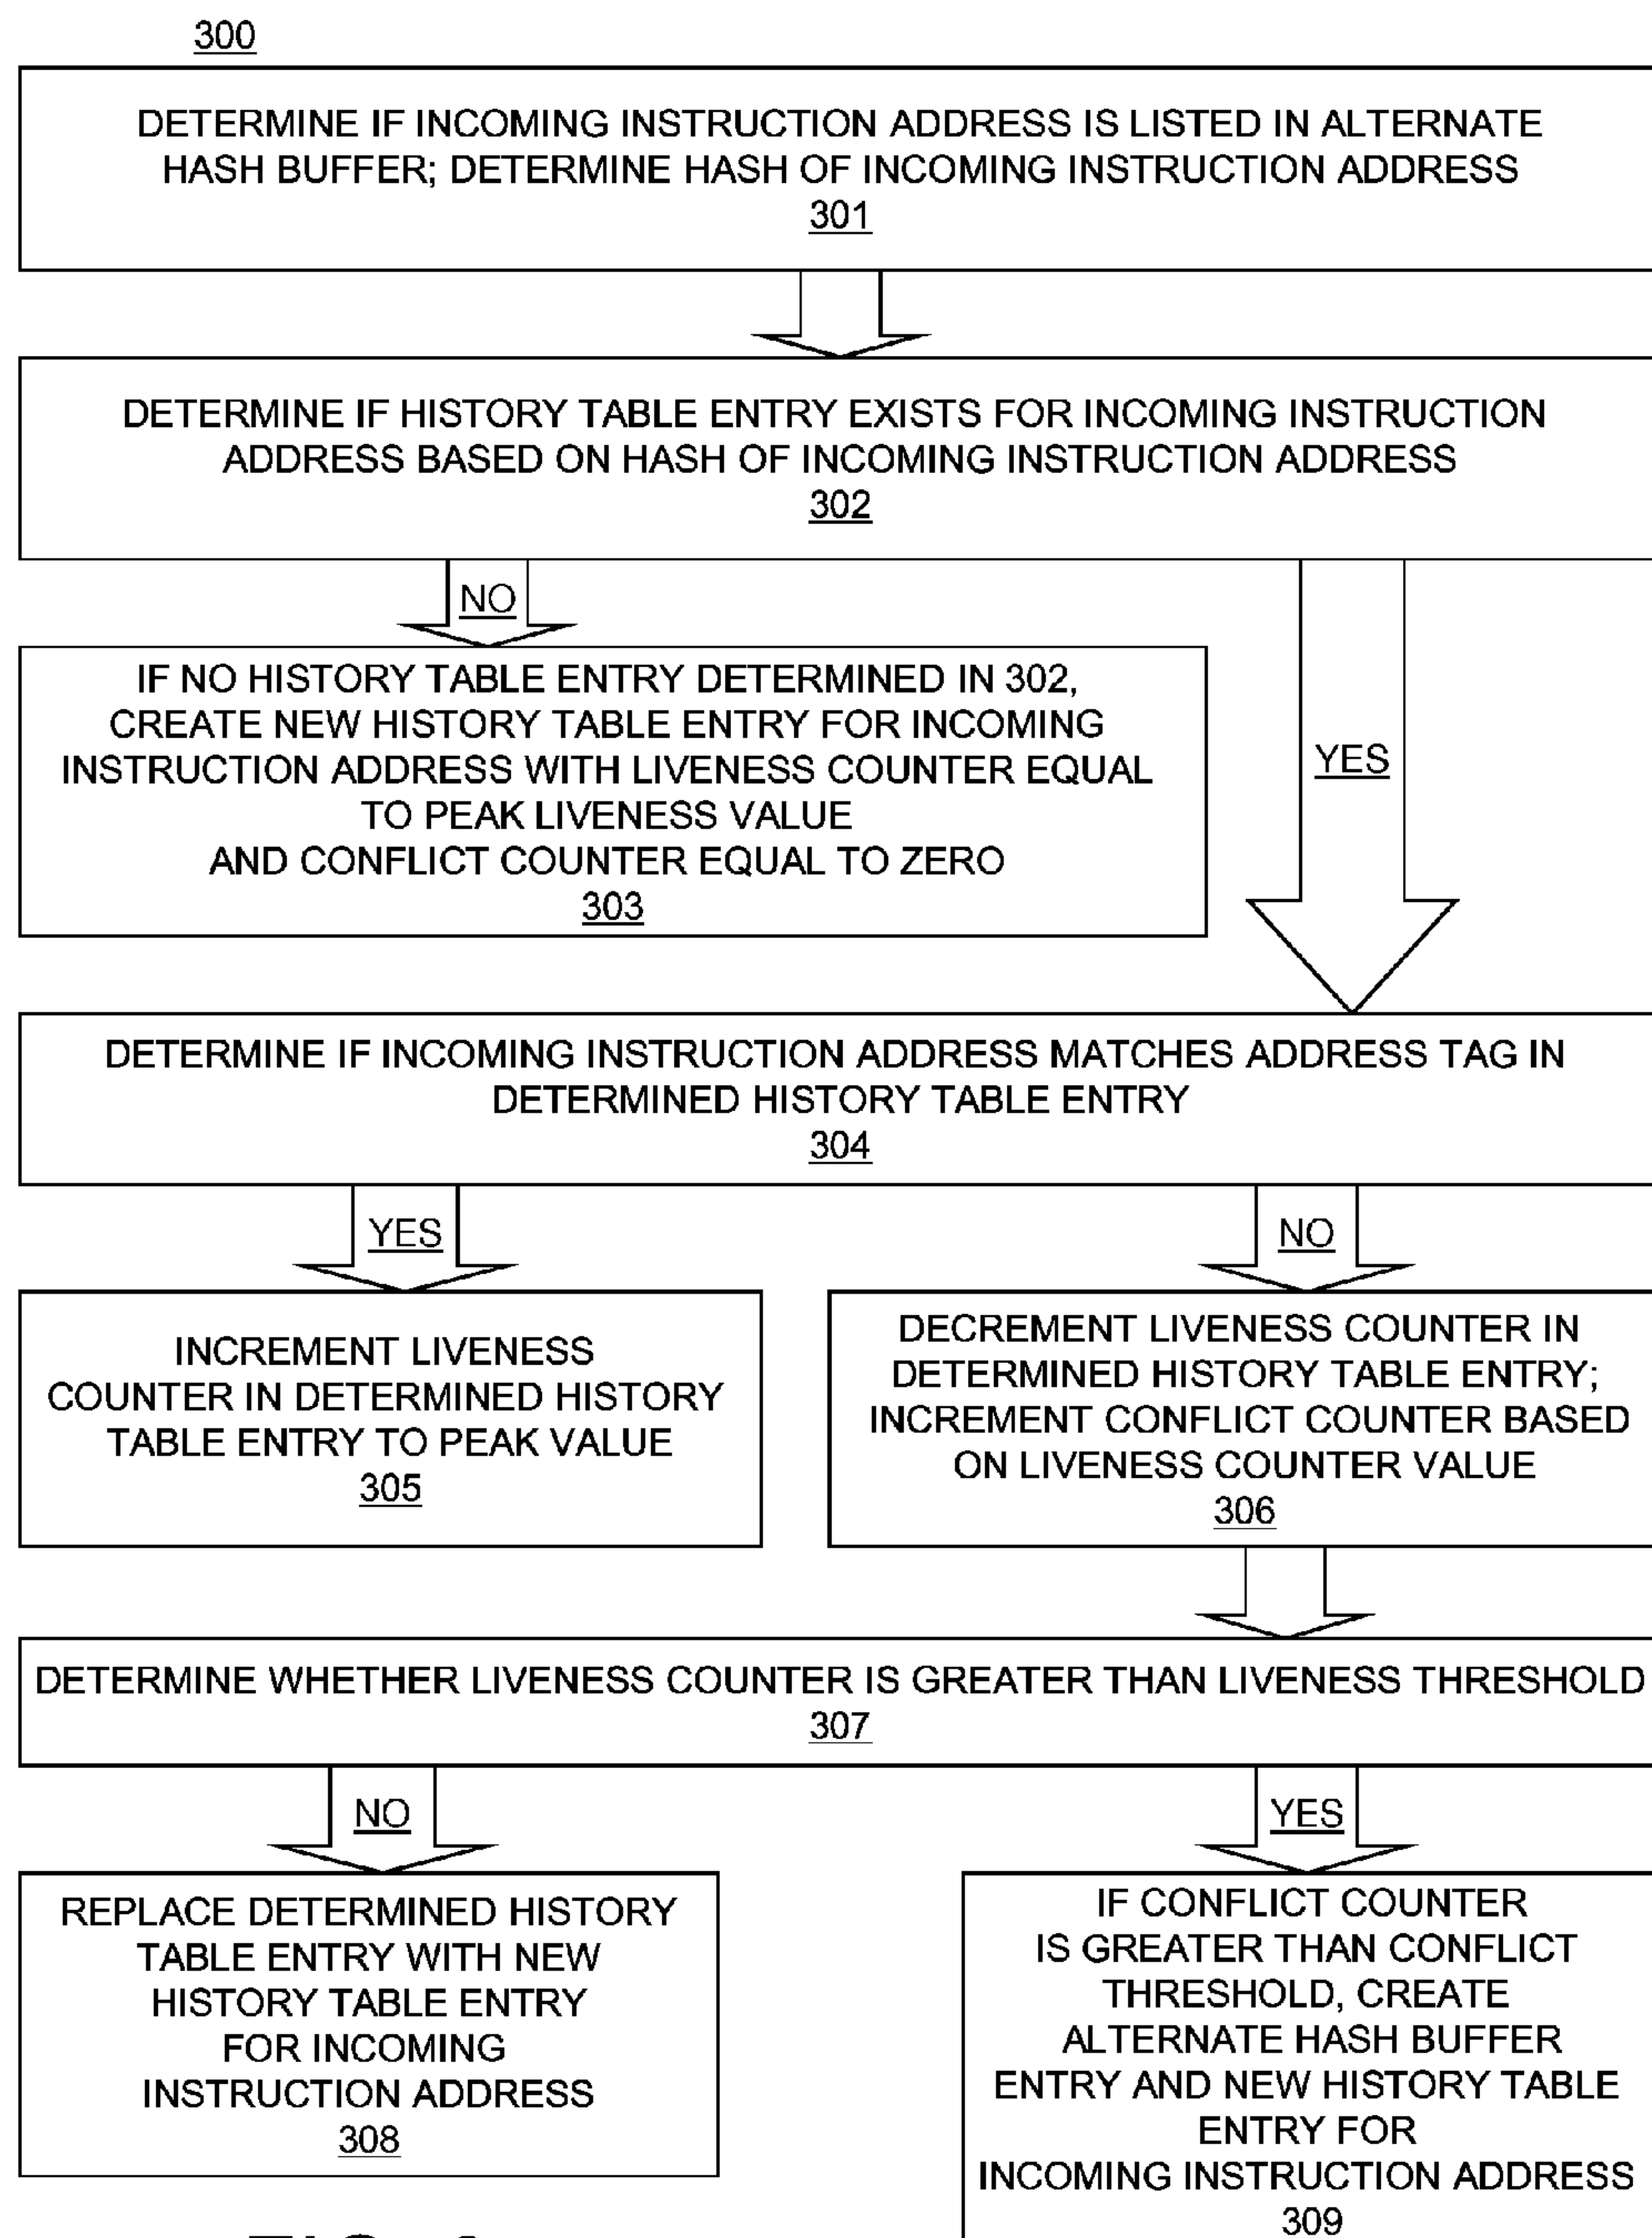 300
DETERMINE IF INCOMING INSTRUCTION ADDRESS IS LISTED IN ALTERNATE
HASH BUFFER; DETERMINE HASH OF INCOMING INSTRUCTION ADDRESS
301
DETERMINE IF HISTORY TABLE ENTRY EXISTS FOR INCOMING INSTRUCTION
ADDRESS BASED ON HASH OF INCOMING INSTRUCTION ADDRESS
302
NO
YES
IF NO HISTORY TABLE ENTRY DETERMINED IN 302,
CREATE NEW HISTORY TABLE ENTRY FOR INCOMING
INSTRUCTION ADDRESS WITH LIVENESS COUNTER EQUAL
TO PEAK LIVENESS VALUE
AND CONFLICT COUNTER EQUAL TO ZERO
303
DETERMINE IF INCOMING INSTRUCTION ADDRESS MATCHES ADDRESS TAG IN
DETERMINED HISTORY TABLE ENTRY
304
YES
NO
INCREMENT LIVENESS
COUNTER IN DETERMINED HISTORY
TABLE ENTRY TO PEAK VALUE
305
DECREMENT LIVENESS COUNTER IN
DETERMINED HISTORY TABLE ENTRY;
INCREMENT CONFLICT COUNTER BASED
ON LIVENESS COUNTER VALUE
306
DETERMINE WHETHER LIVENESS COUNTER IS GREATER THAN LIVENESS THRESHOLD
307
NO
YES
REPLACE DETERMINED HISTORY
TABLE ENTRY WITH NEW
HISTORY TABLE ENTRY
FOR INCOMING
INSTRUCTION ADDRESS
308
IF CONFLICT COUNTER
IS GREATER THAN CONFLICT
THRESHOLD, CREATE
ALTERNATE HASH BUFFER
ENTRY AND NEW HISTORY TABLE
ENTRY FOR
INCOMING INSTRUCTION ADDRESS
309